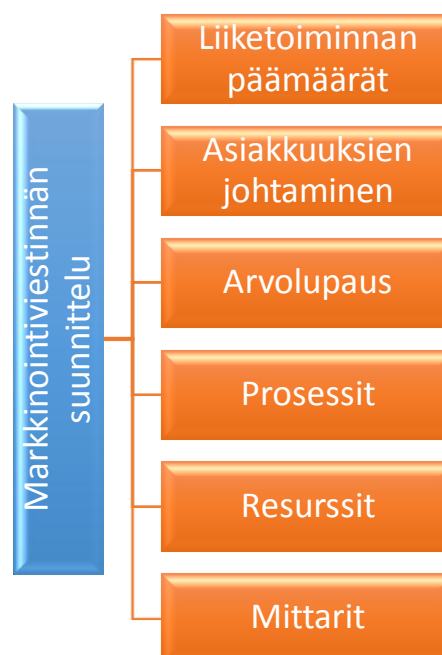 Markkinointiviestinnän
suunnittelu
Liiketoiminnan
päämäärät
Asiakkuuksien
johtaminen
Arvolupaus
Prosessit
Resurssit
Mittarit